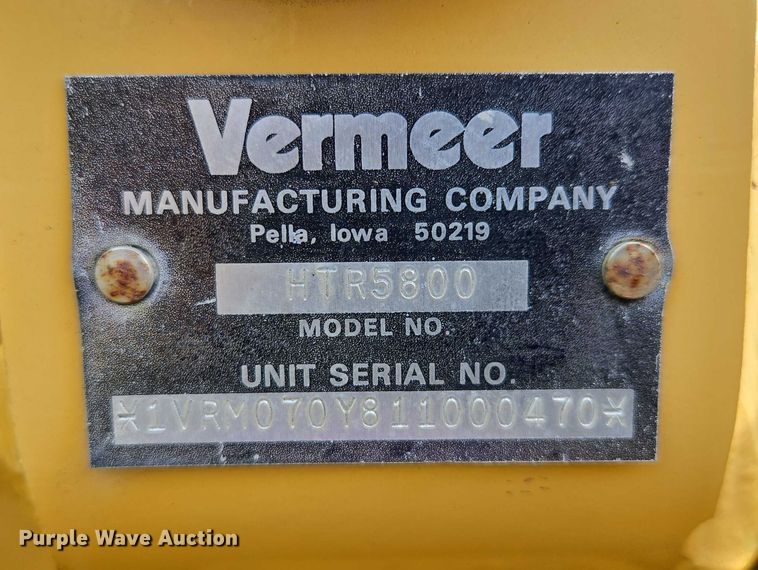 Vermeer
MANUFACTURING COMPANY
Pella, Iowa 50219
HTR5800
MODEL NO.
UNIT SERIAL NO.
*1VRM070Y811000470*
Purple Wave Auction